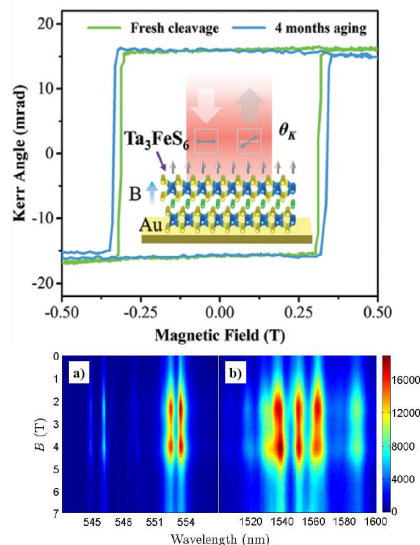 Fresh cleavage 4 months aging
Kerr Angle (mrad)
20
10
0
-10
-20
Ta3FeS6
θK
B
Au
-0.50 -0.25 0.00 0.25 0.50
Magnetic Field (T)
a) b)
B (T)
0
1
2
3
4
5
6
7
545 548 551 554
1520 1540 1560 1580 1600
16000
12000
8000
4000
0
Wavelength (nm)